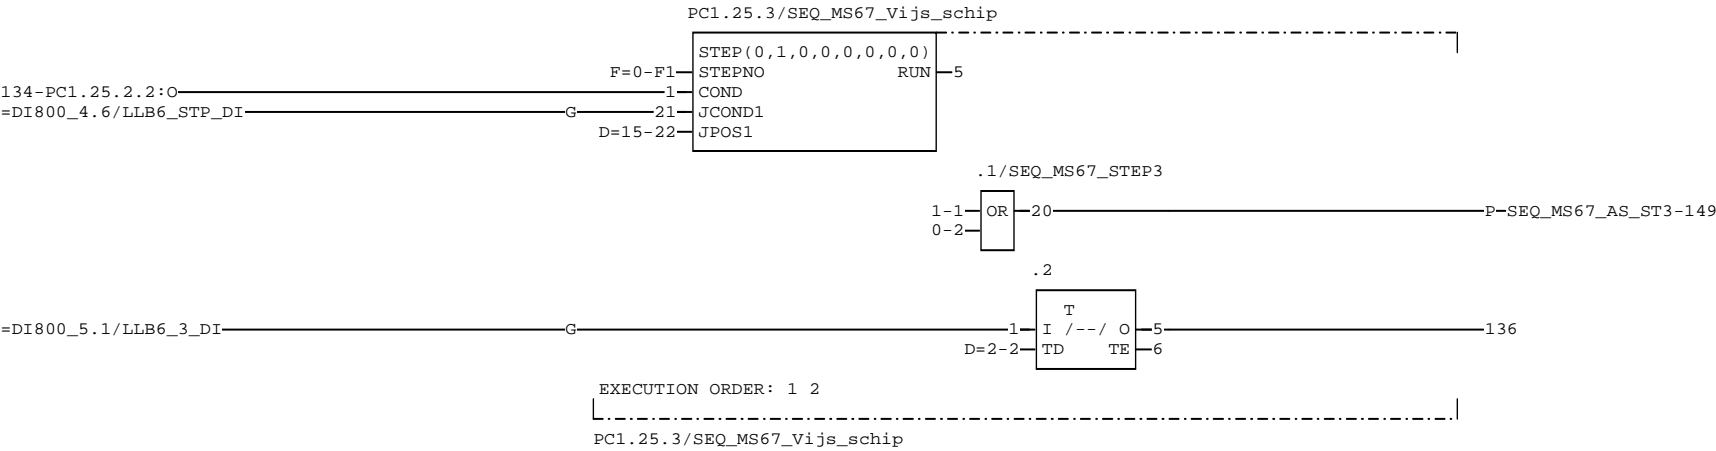 PC1.25.3/SEQ_MS67_Vijs_schip
STEP(0,1,0,0,0,0,0,0)
F=0-F1 STEPNO RUN 5
134-PC1.25.2.2:O 1 COND
=DI800_4.6/LLB6_STP_DI G 21 JCOND1
D=15-22 JPOS1
.1/SEQ_MS67_STEP3
1-1 OR 20 P-SEQ_MS67_AS_ST3-149
0-2
.2
T
=DI800_5.1/LLB6_3_DI G 1 I /--/ O 5 136
D=2-2 TD TE 6
EXECUTION ORDER: 1 2
PC1.25.3/SEQ_MS67_Vijs_schip